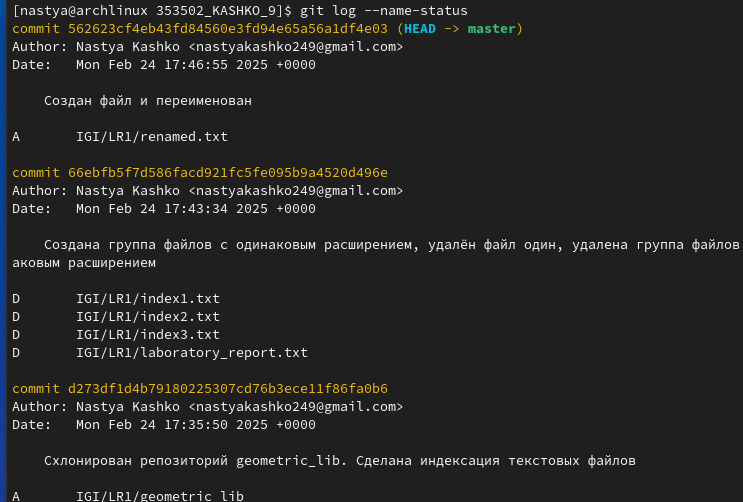 [nastya@archlinux 353502_KASHKO_9]$ git log --name-status
commit 562623cf4eb43fd84560e3fd94e65a56a1df4e03 (HEAD -> master)
Author: Nastya Kashko <nastyakashko249@gmail.com>
Date:   Mon Feb 24 17:46:55 2025 +0000
Создан файл и переименован
A       IGI/LR1/renamed.txt
commit 66ebfb5f7d586facd921fc5fe095b9a4520d496e
Author: Nastya Kashko <nastyakashko249@gmail.com>
Date:   Mon Feb 24 17:43:34 2025 +0000
Создана группа файлов с одинаковым расширением, удалён файл один, удалена группа файлов
аковым расширением
D       IGI/LR1/index1.txt
D       IGI/LR1/index2.txt
D       IGI/LR1/index3.txt
D       IGI/LR1/laboratory_report.txt
commit d273df1d4b79180225307cd76b3ece11f86fa0b6
Author: Nastya Kashko <nastyakashko249@gmail.com>
Date:   Mon Feb 24 17:35:50 2025 +0000
Схлонирован репозиторий geometric_lib. Сделана индексация текстовых файлов
A       IGI/LR1/geometric_lib